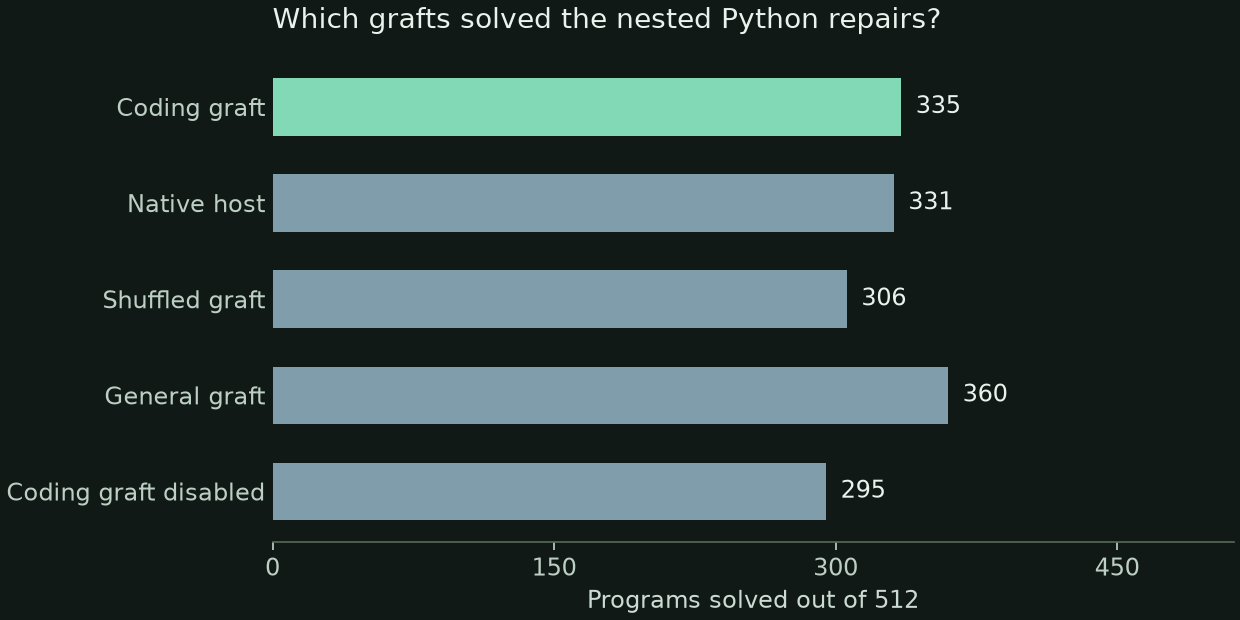 Which grafts solved the nested Python repairs?
Coding graft 335
Native host 331
Shuffled graft 306
General graft 360
Coding graft disabled 295
0 150 300 450
Programs solved out of 512